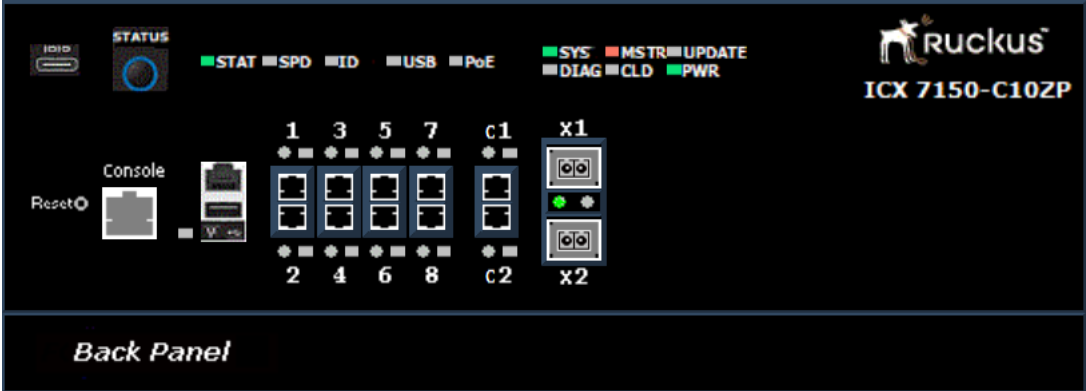 IOIO
STATUS
STAT SPD ID USB PoE
SYS MSTR UPDATE
DIAG CLD PWR
Ruckus
ICX 7150-C10ZP
1 3 5 7 C1 X1
Console
Reset
2 4 6 8 C2 X2
Back Panel